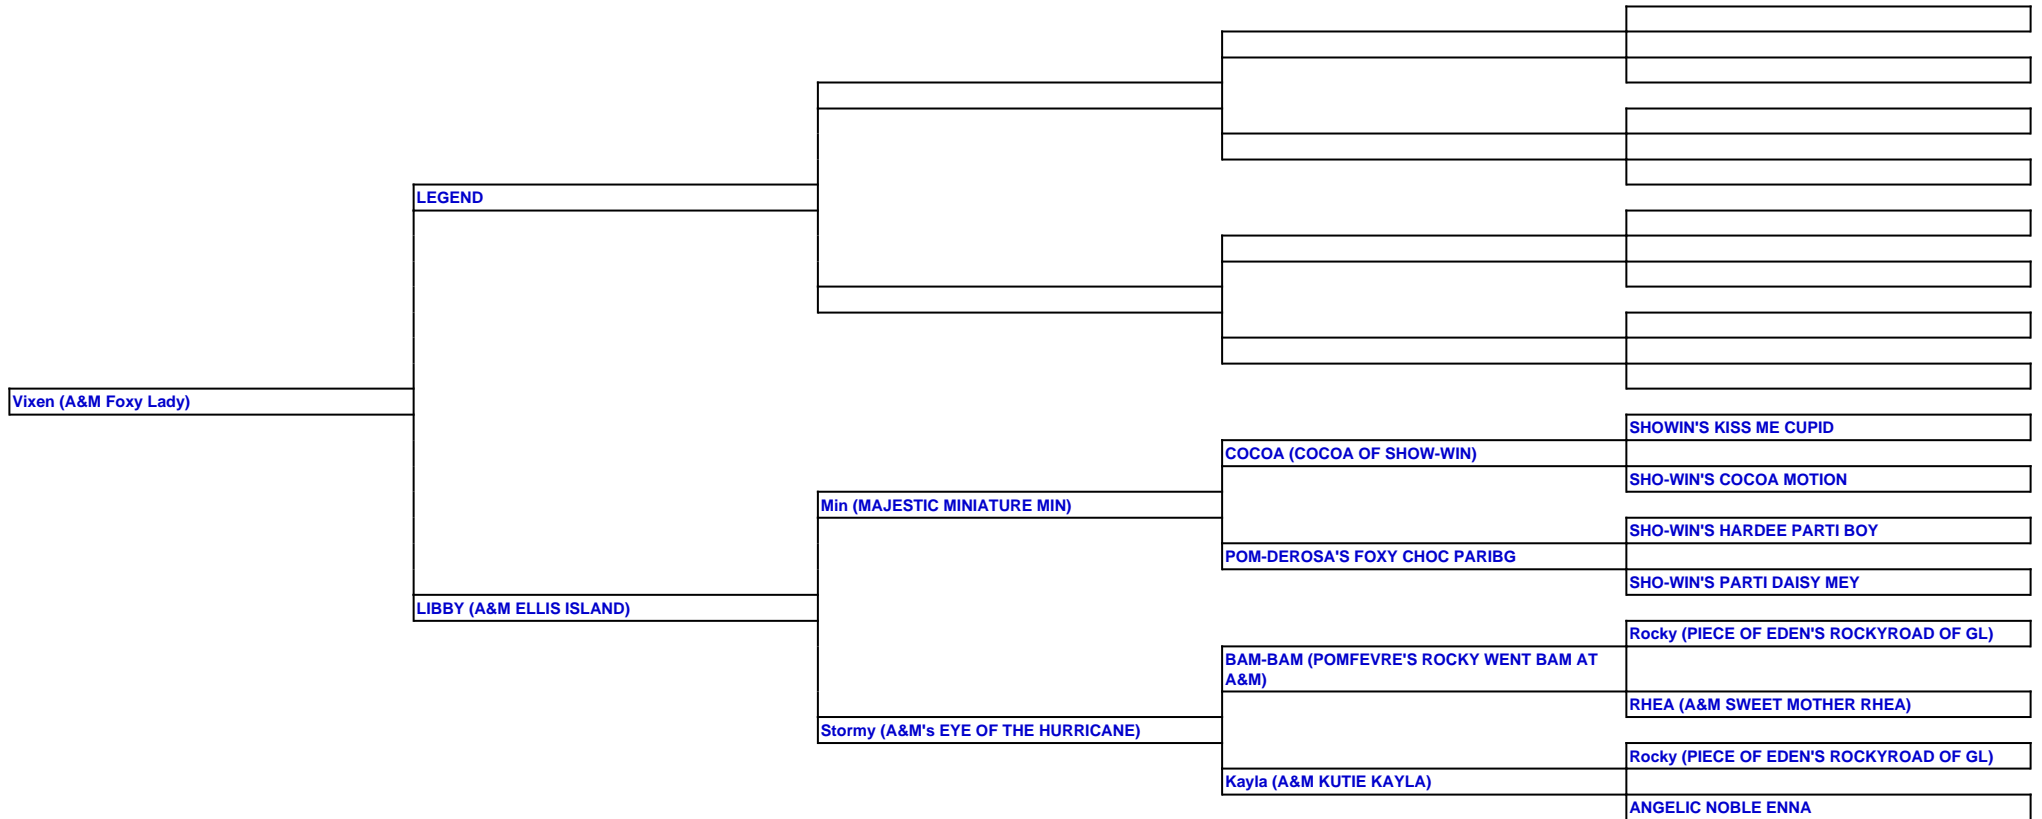 LEGEND
Vixen (A&M Foxy Lady)
SHOWIN'S KISS ME CUPID
COCOA (COCOA OF SHOW-WIN)
SHO-WIN'S COCOA MOTION
Min (MAJESTIC MINIATURE MIN)
SHO-WIN'S HARDEE PARTI BOY
POM-DEROSA'S FOXY CHOC PARIBG
SHO-WIN'S PARTI DAISY MEY
LIBBY (A&M ELLIS ISLAND)
Rocky (PIECE OF EDEN'S ROCKYROAD OF GL)
BAM-BAM (POMFEVRE'S ROCKY WENT BAM AT
A&M)
RHEA (A&M SWEET MOTHER RHEA)
Stormy (A&M's EYE OF THE HURRICANE)
Rocky (PIECE OF EDEN'S ROCKYROAD OF GL)
Kayla (A&M KUTIE KAYLA)
ANGELIC NOBLE ENNA